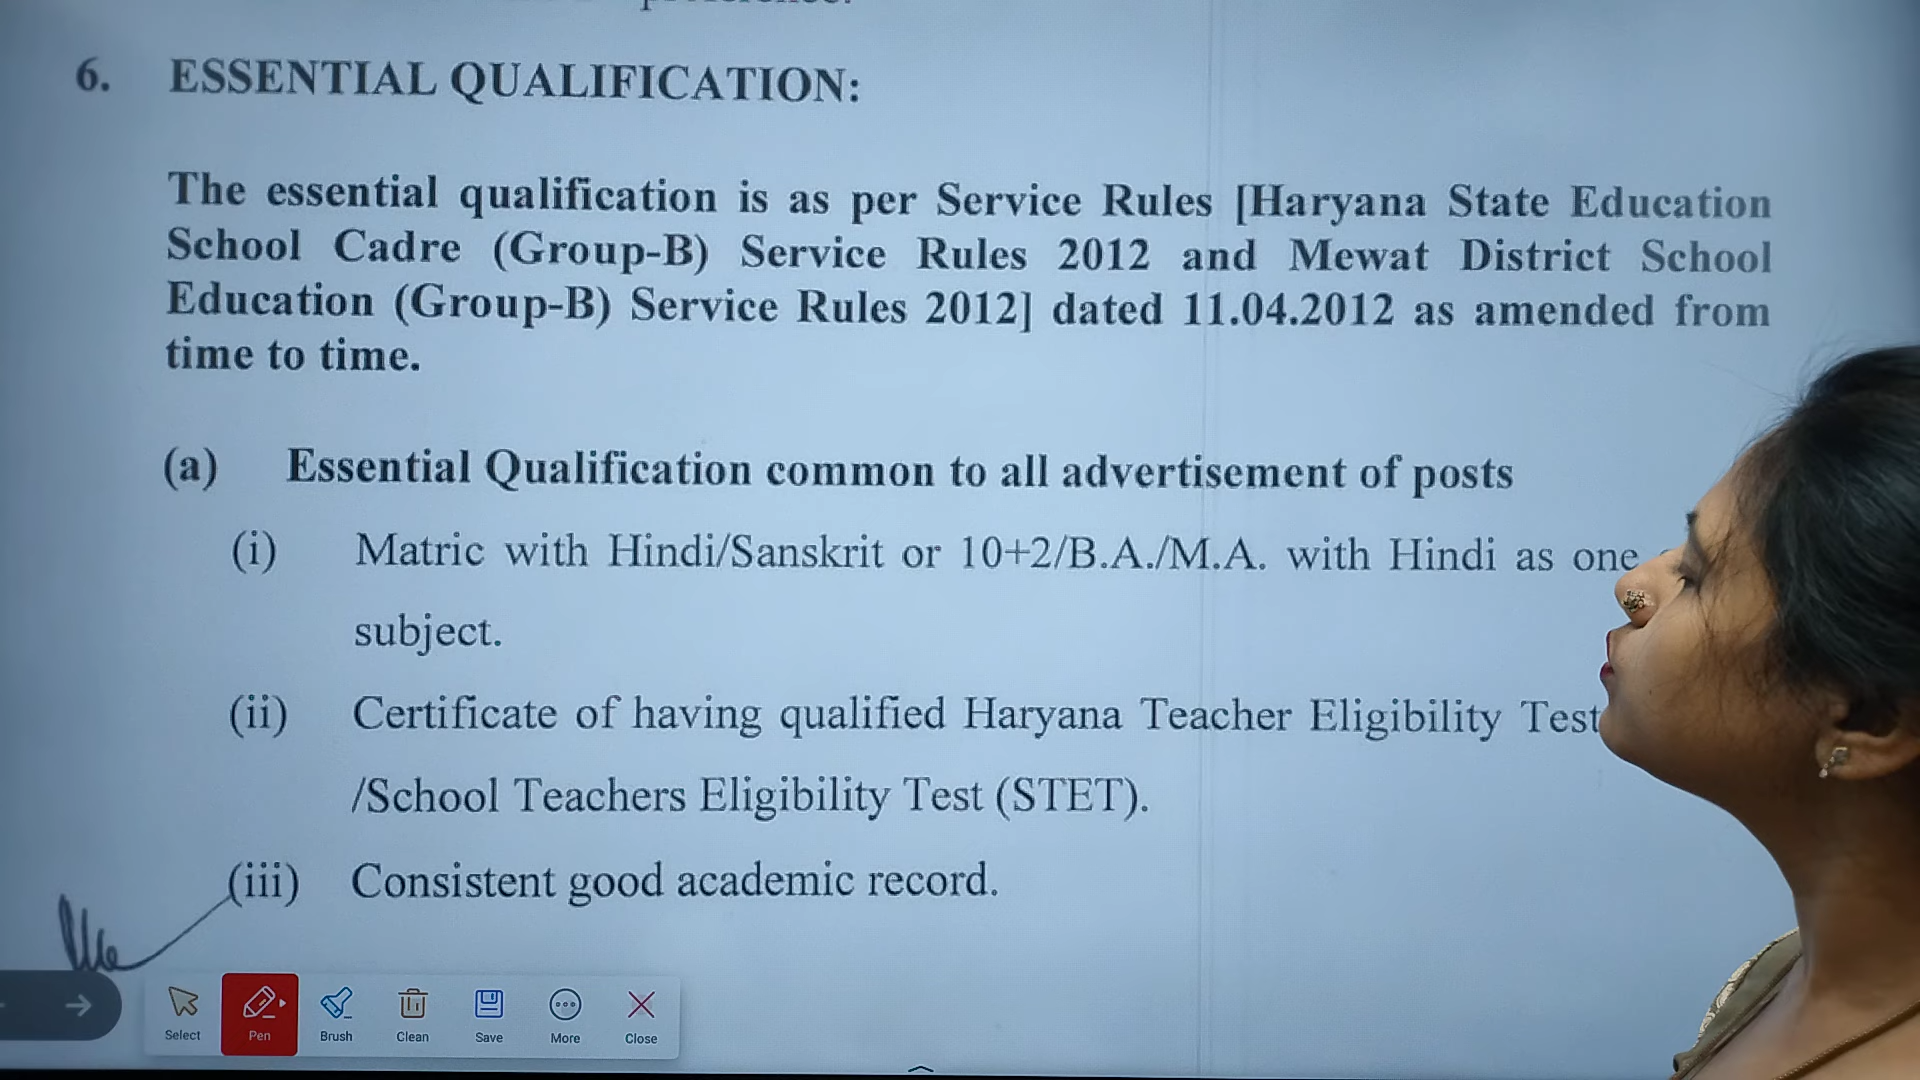 6. ESSENTIAL QUALIFICATION:
The essential qualification is as per Service Rules [Haryana State Education
School Cadre (Group-B) Service Rules 2012 and Mewat District School
Education (Group-B) Service Rules 2012] dated 11.04.2012 as amended from
time to time.
(a) Essential Qualification common to all advertisement of posts
(i) Matric with Hindi/Sanskrit or 10+2/B.A./M.A. with Hindi as one
subject.
(ii) Certificate of having qualified Haryana Teacher Eligibility Test
/School Teachers Eligibility Test (STET).
(iii) Consistent good academic record.
Select Pen Brush Clean Save More Close